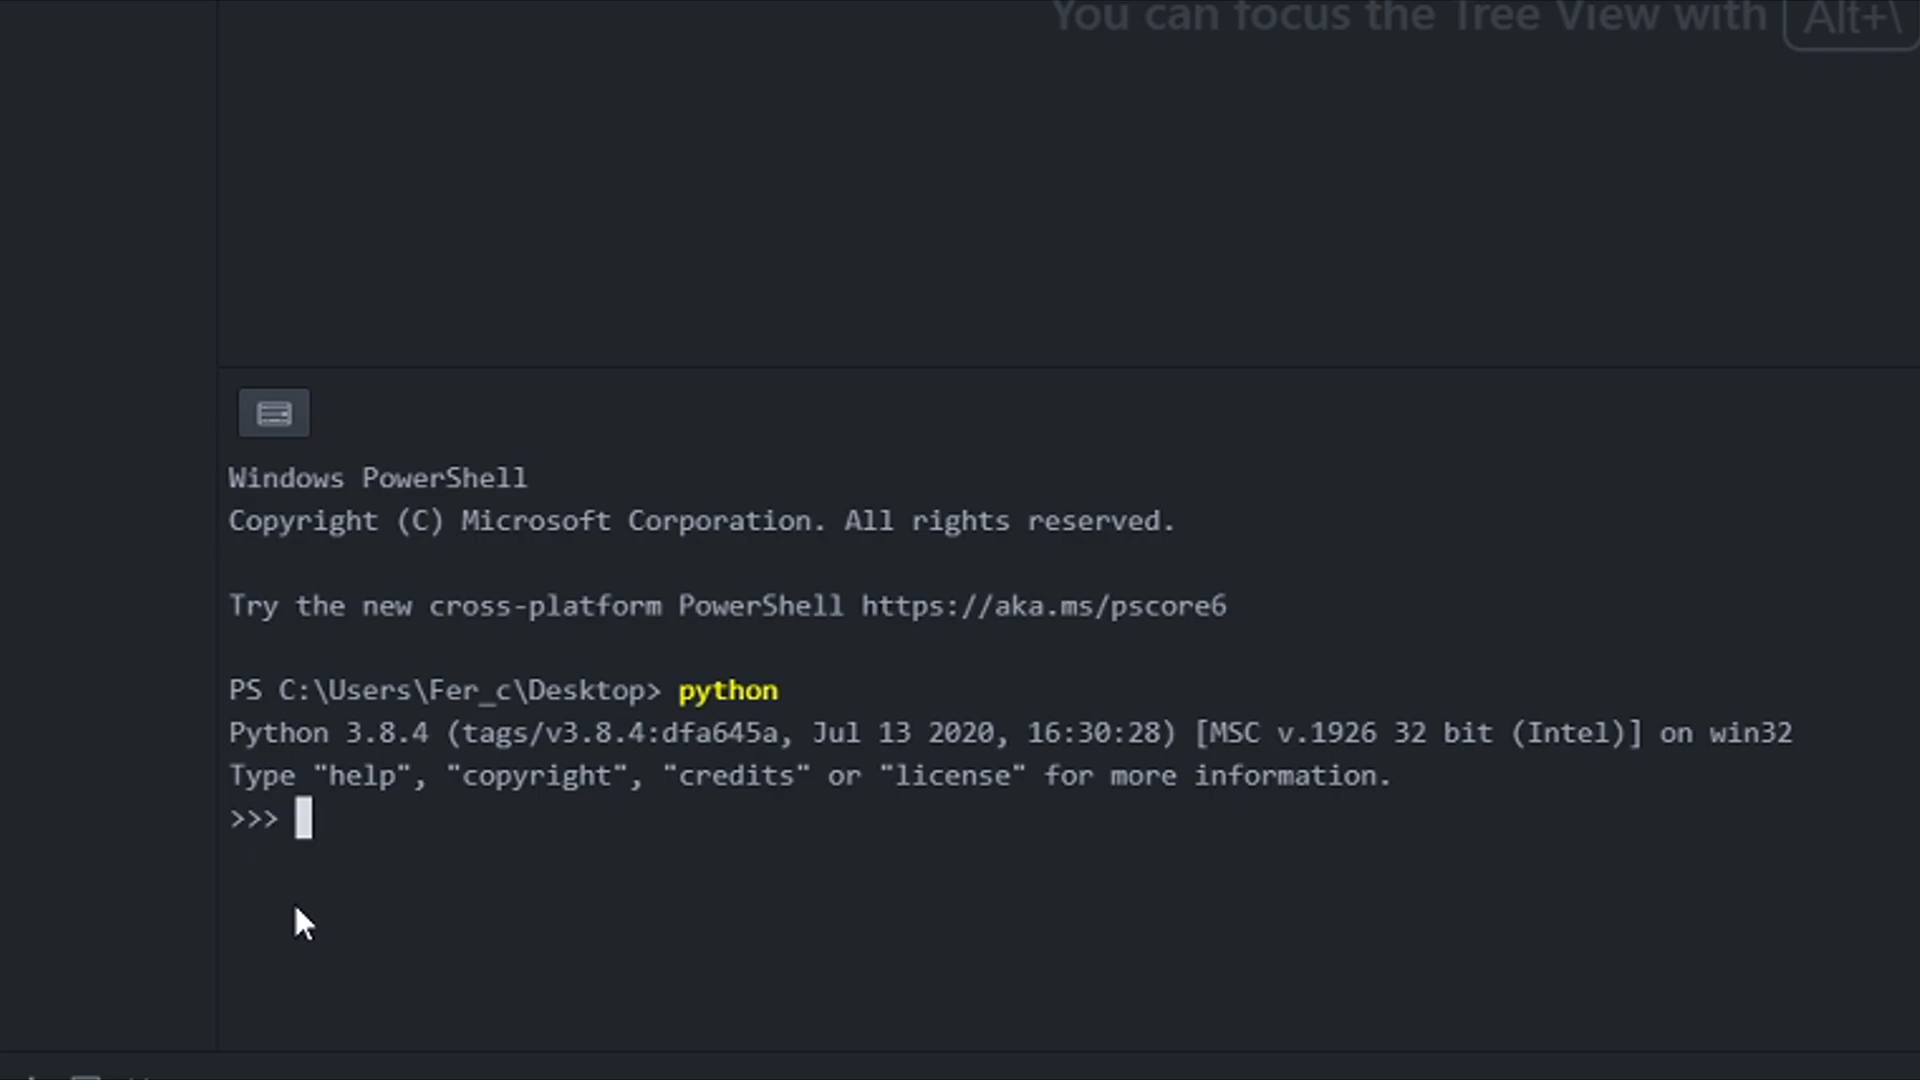 You can focus the Tree View with Alt+\
Windows PowerShell
Copyright (C) Microsoft Corporation. All rights reserved.
Try the new cross-platform PowerShell https://aka.ms/pscore6
PS C:\Users\Fer_c\Desktop> python
Python 3.8.4 (tags/v3.8.4:dfa645a, Jul 13 2020, 16:30:28) [MSC v.1926 32 bit (Intel)] on win32
Type "help", "copyright", "credits" or "license" for more information.
>>>